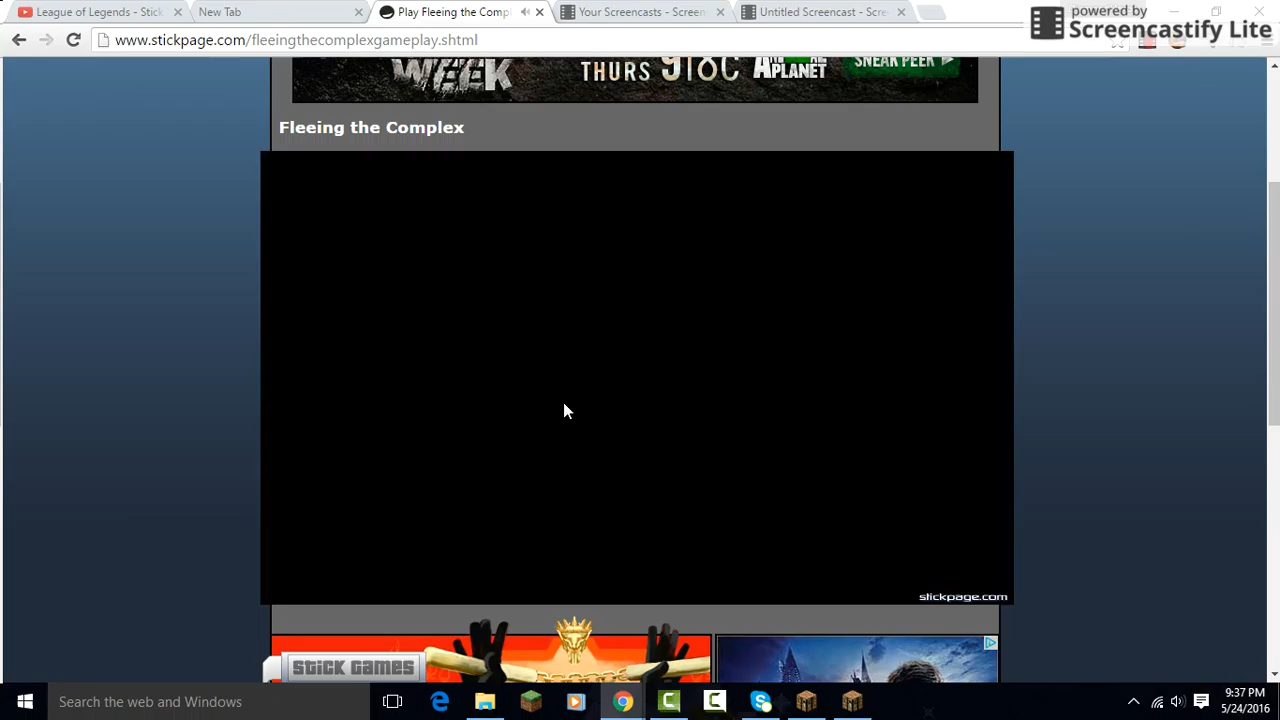 League of Legends - Stick
New Tab
Play Fleeing the Compl
Your Screencasts - Screen
Untitled Screencast - Scre
powered by
Screencastify Lite
www.stickpage.com/fleeingthecomplexgameplay.shtml
WEEK
THURS 9|8C
PLANET
SNEAK PEEK
Fleeing the Complex
stickpage.com
STICK GAMES
Search the web and Windows
9:37 PM
5/24/2016